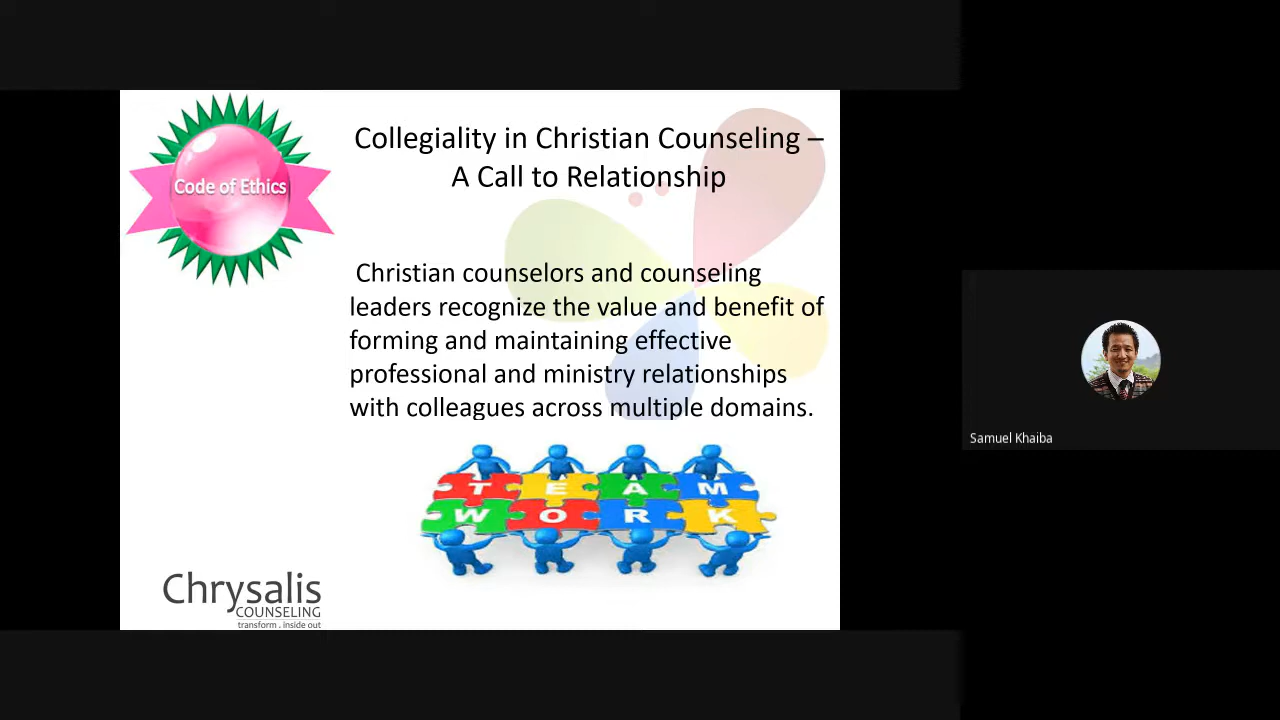 Code of Ethics
Collegiality in Christian Counseling –
A Call to Relationship
Christian counselors and counseling
leaders recognize the value and benefit of
forming and maintaining effective
professional and ministry relationships
with colleagues across multiple domains.
T E A M
W O R K
Chrysalis
COUNSELING
transform . inside out
Samuel Khaiba